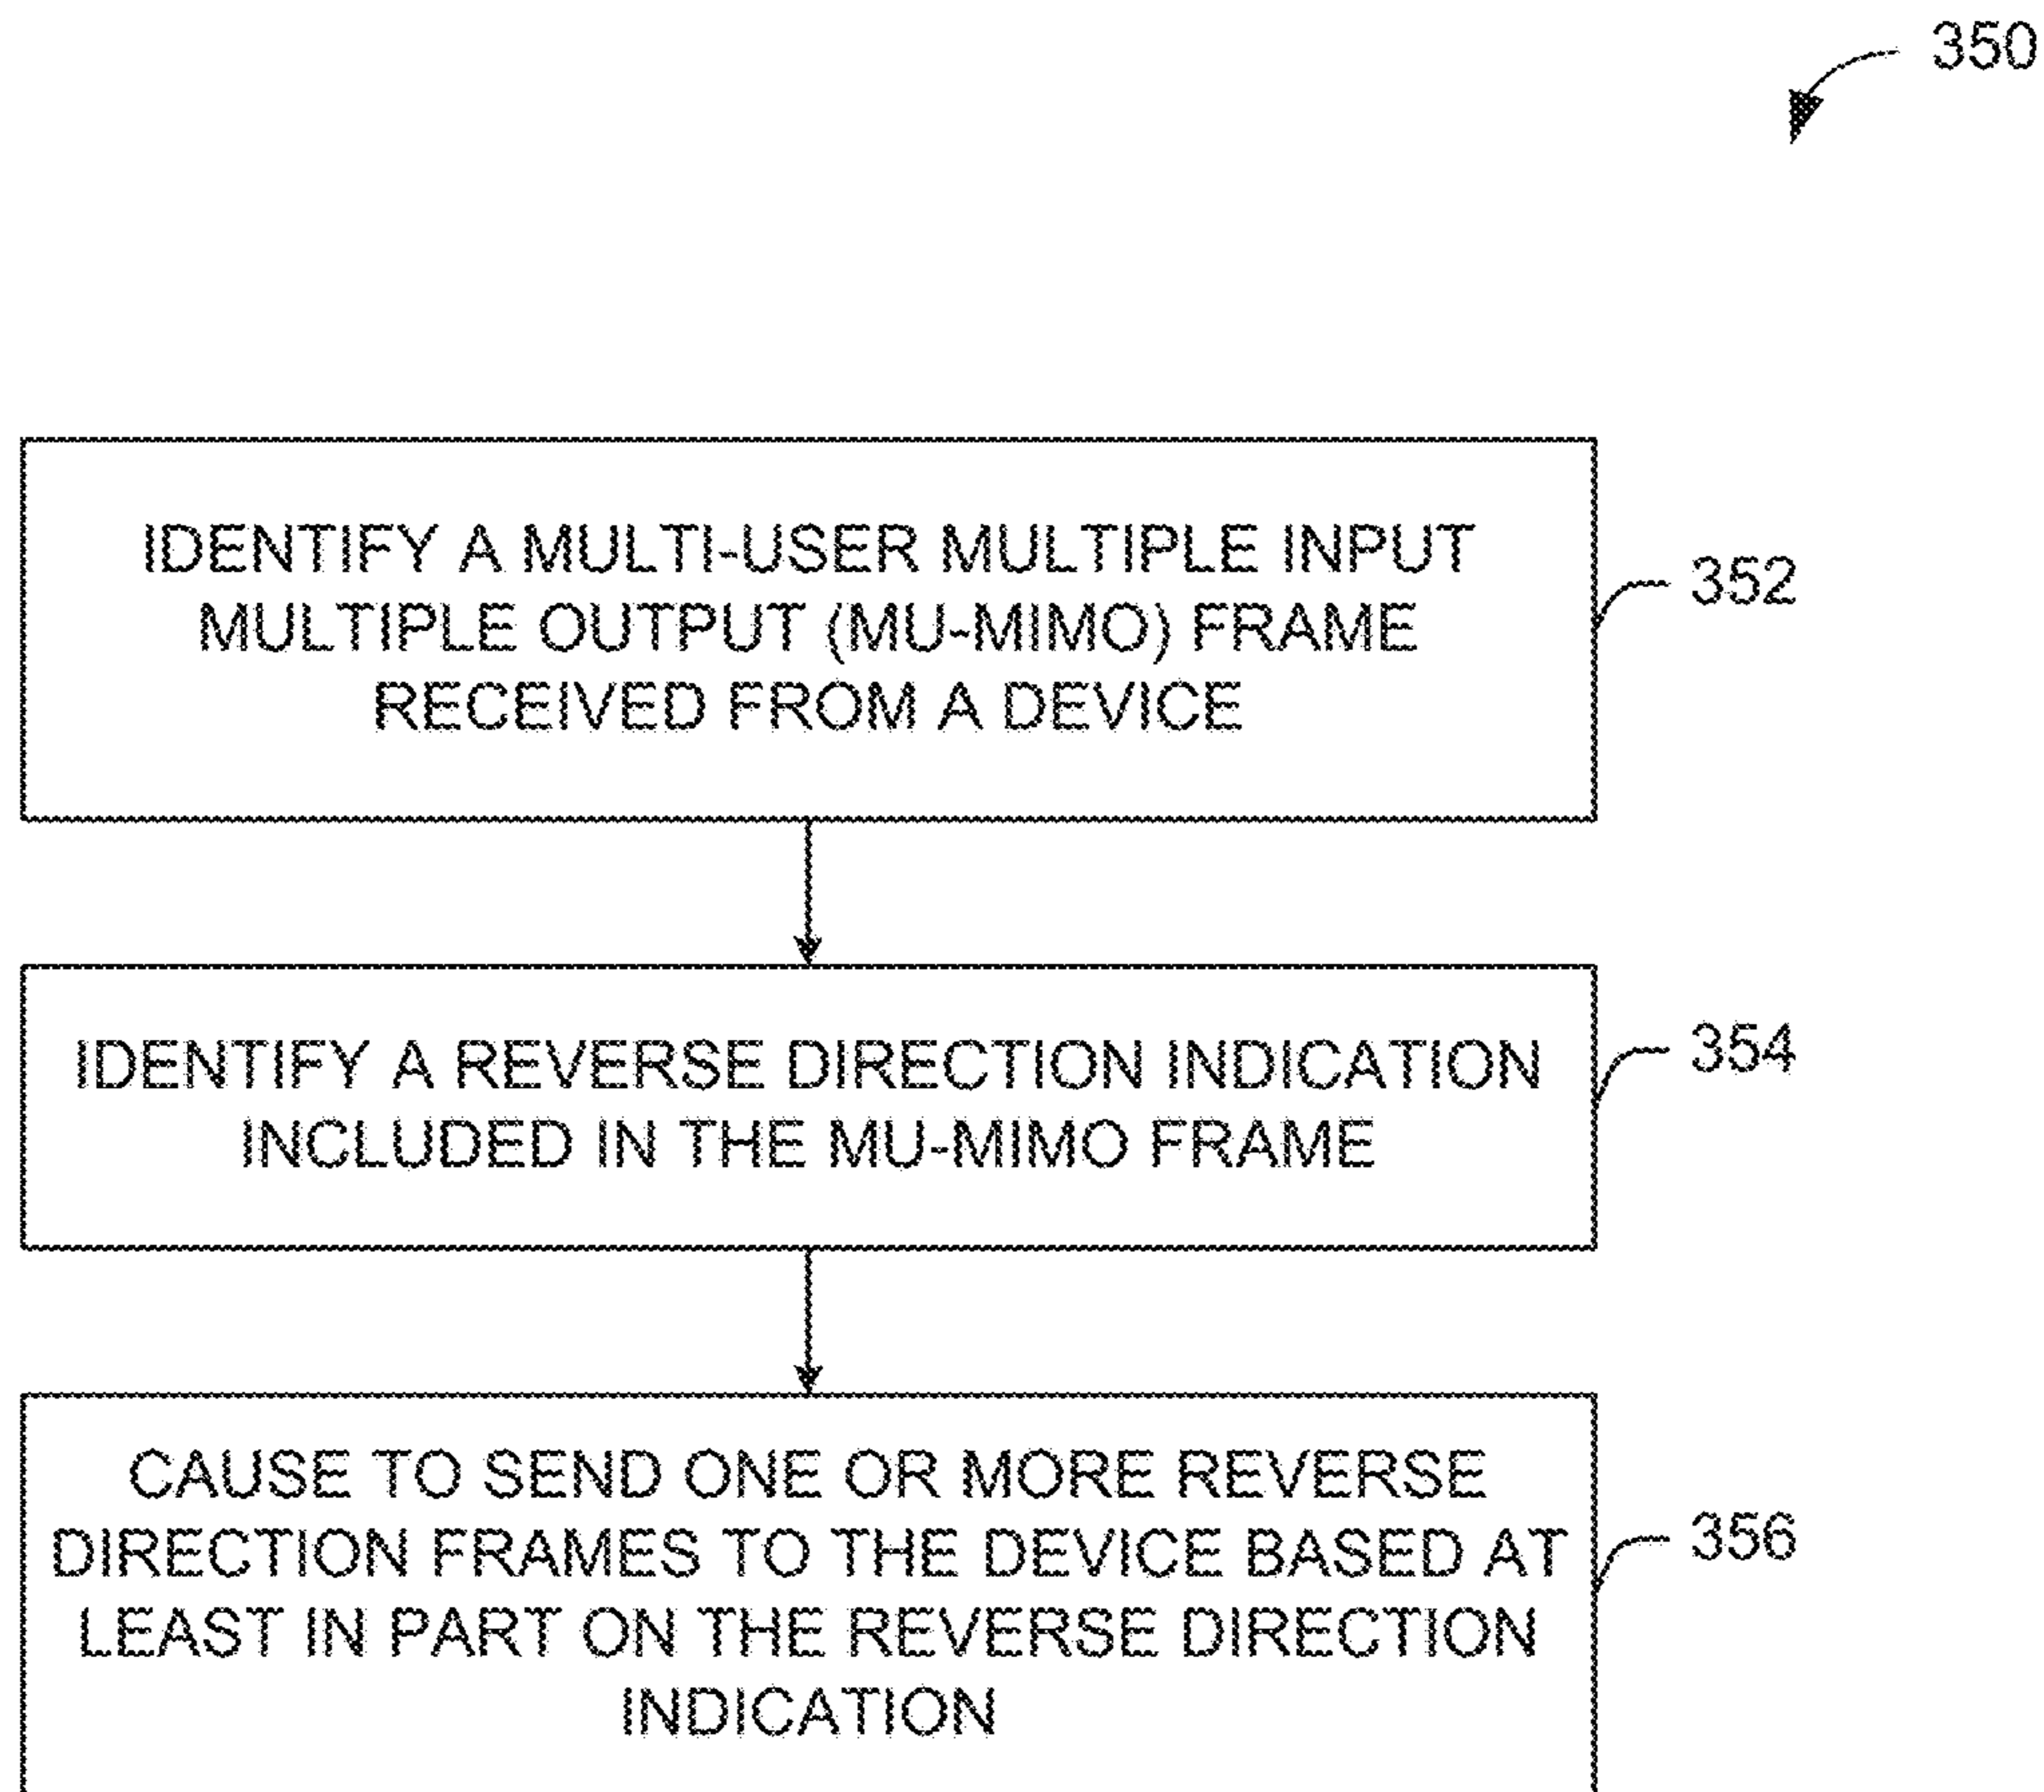 350
IDENTIFY A MULTI-USER MULTIPLE INPUT
MULTIPLE OUTPUT (MU-MIMO) FRAME
RECEIVED FROM A DEVICE
352
IDENTIFY A REVERSE DIRECTION INDICATION
INCLUDED IN THE MU-MIMO FRAME
354
CAUSE TO SEND ONE OR MORE REVERSE
DIRECTION FRAMES TO THE DEVICE BASED AT
LEAST IN PART ON THE REVERSE DIRECTION
INDICATION
356